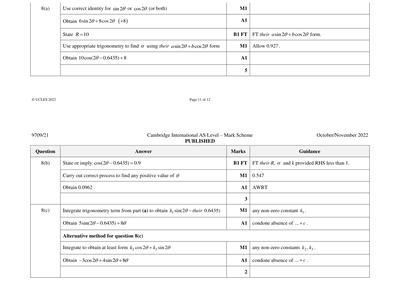 8(a) Use correct identity for sin 2θ or cos 2θ (or both) M1
Obtain 6sin 2θ + 8cos 2θ (+8) A1
State R = 10 B1 FT FT their a sin 2θ + b cos 2θ form.
Use appropriate trigonometry to find α using their a sin 2θ + b cos 2θ form M1 Allow 0.927.
Obtain 10cos(2θ − 0.6435) + 8 A1
5
© UCLES 2022 Page 11 of 12
9709/21 Cambridge International AS Level – Mark Scheme October/November 2022
PUBLISHED
Question Answer Marks Guidance
8(b) State or imply cos(2θ − 0.6435) = 0.9 B1 FT FT their R, α and k provided RHS less than 1.
Carry out correct process to find any positive value of θ M1 0.547
Obtain 0.0962 A1 AWRT
3
8(c) Integrate trigonometry term from part (a) to obtain k₁ sin(2θ − their 0.6435) M1 any non-zero constant k₁.
Obtain 5sin(2θ − 0.6435) + 8θ A1 condone absence of ... + c .
Alternative method for question 8(c)
Integrate to obtain at least form k₂ cos 2θ + k₃ sin 2θ M1 any non-zero constants k₂, k₃ .
Obtain −3cos 2θ + 4sin 2θ + 8θ A1 condone absence of ... + c .
2